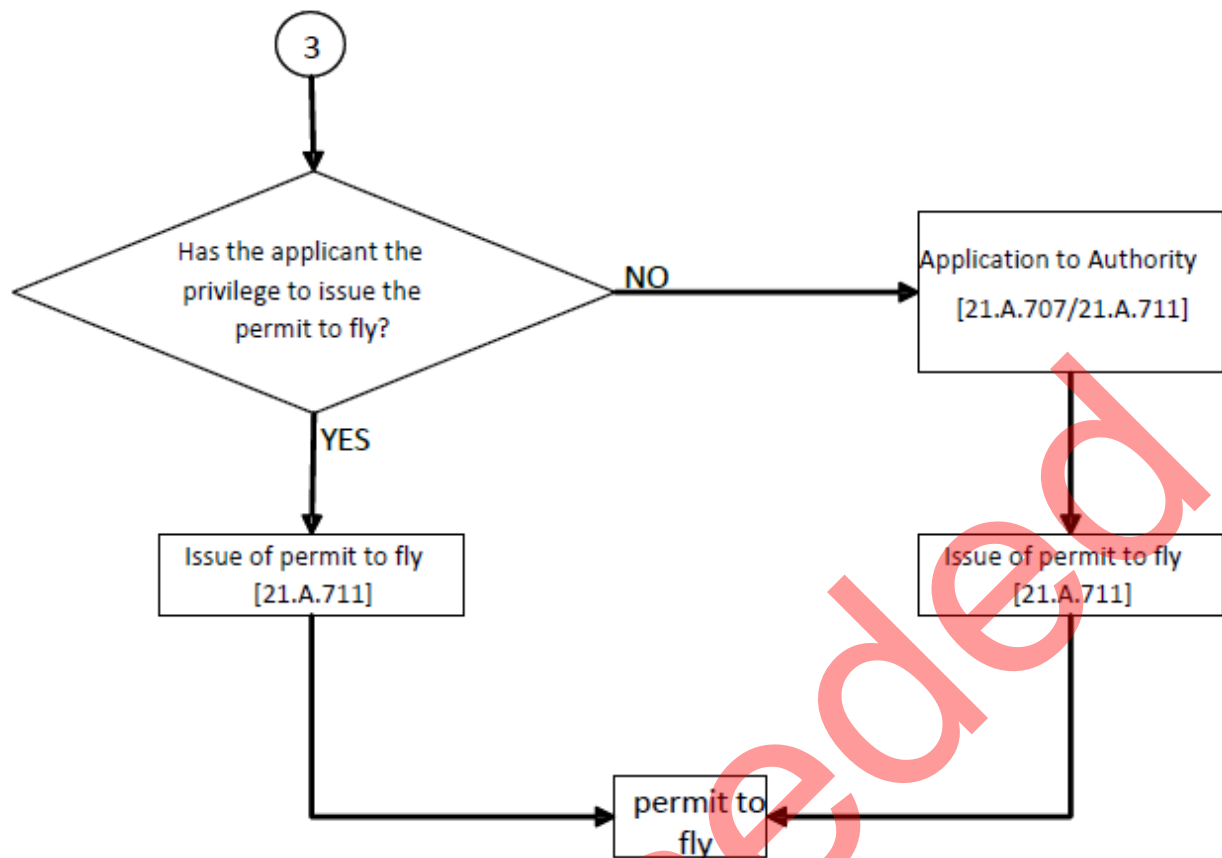 3
Has the applicant the
privilege to issue the
permit to fly?
NO
Application to Authority
[21.A.707/21.A.711]
YES
Issue of permit to fly
[21.A.711]
Issue of permit to fly
[21.A.711]
permit to
fly
eded